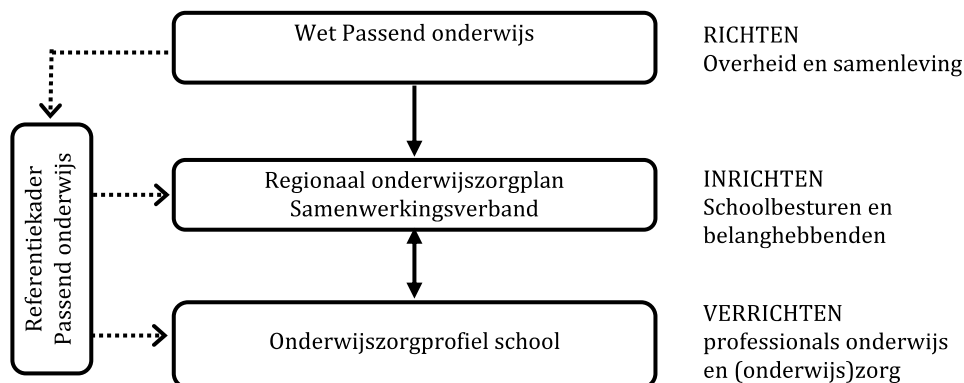 Wet Passend onderwijs
RICHTEN
Overheid en samenleving
Referentiekader
Passend onderwijs
Regionaal onderwijszorgplan
Samenwerkingsverband
INRICHTEN
Schoolbesturen en
belanghebbenden
Onderwijszorgprofiel school
VERRICHTEN
professionals onderwijs
en (onderwijs)zorg